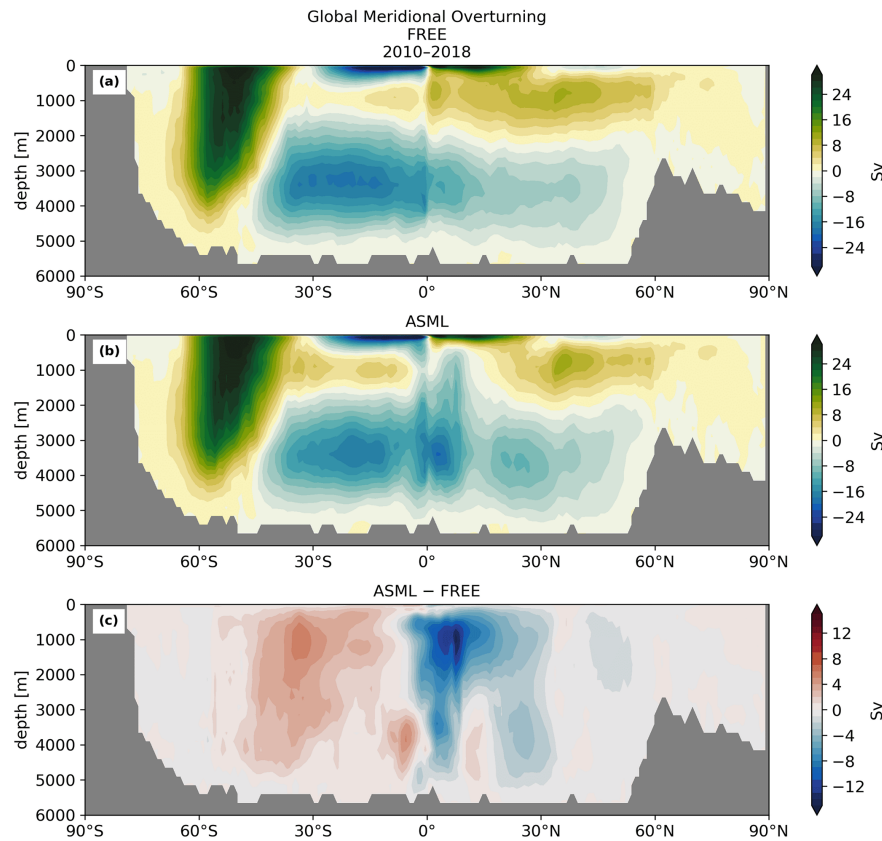 Global Meridional Overturning
FREE
2010–2018
(a)
0
1000
2000
3000
4000
5000
6000
depth [m]
90°S
60°S
30°S
0°
30°N
60°N
90°N
24
16
8
4
0
−4
−8
−16
−24
Sv
ASML
(b)
0
1000
2000
3000
4000
5000
6000
depth [m]
90°S
60°S
30°S
0°
30°N
60°N
90°N
24
16
8
4
0
−4
−8
−16
−24
Sv
ASML − FREE
(c)
0
1000
2000
3000
4000
5000
6000
depth [m]
90°S
60°S
30°S
0°
30°N
60°N
90°N
12
8
4
0
−4
−8
−12
Sv